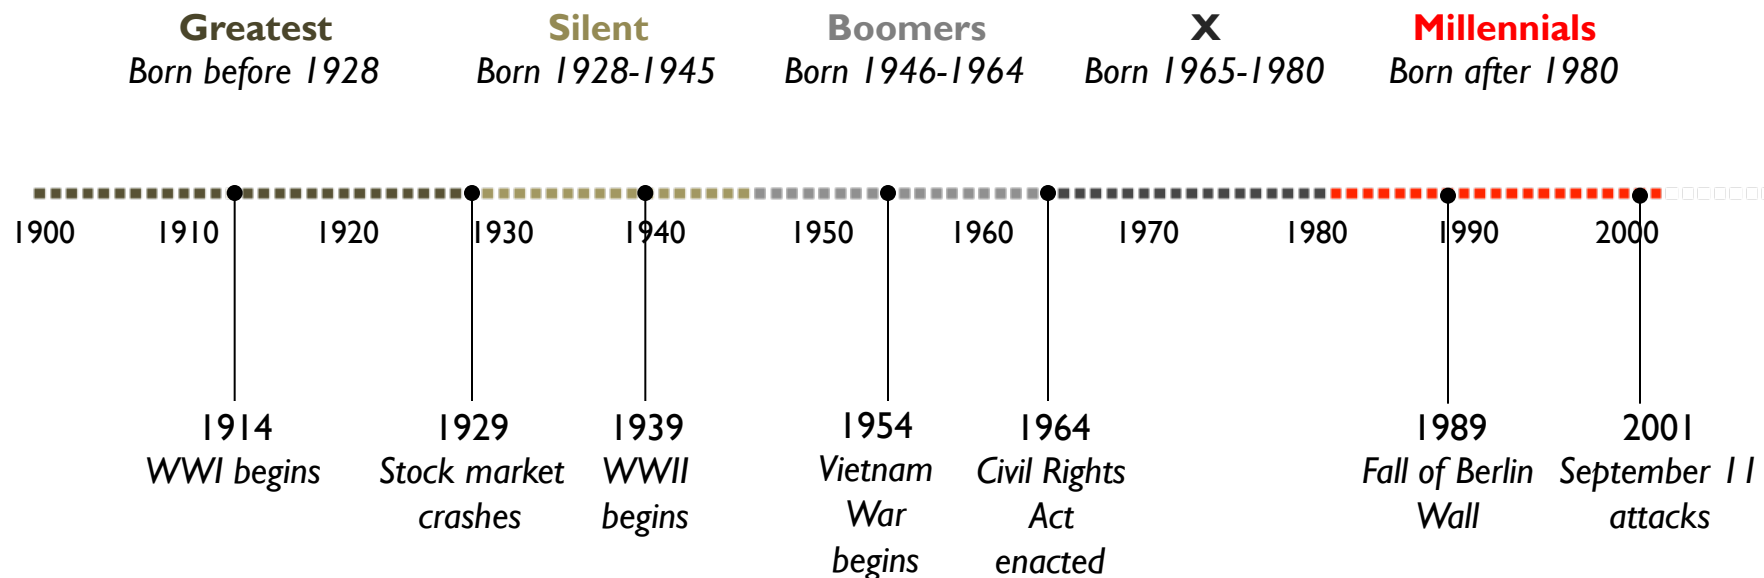 Greatest
Born before 1928
Silent
Born 1928-1945
Boomers
Born 1946-1964
X
Born 1965-1980
Millennials
Born after 1980
1900 1910 1920 1930 1940 1950 1960 1970 1980 1990 2000
1914
WWI begins
1929
Stock market
crashes
1939
WWII
begins
1954
Vietnam
War
begins
1964
Civil Rights
Act
enacted
1989
Fall of Berlin
Wall
2001
September 11
attacks